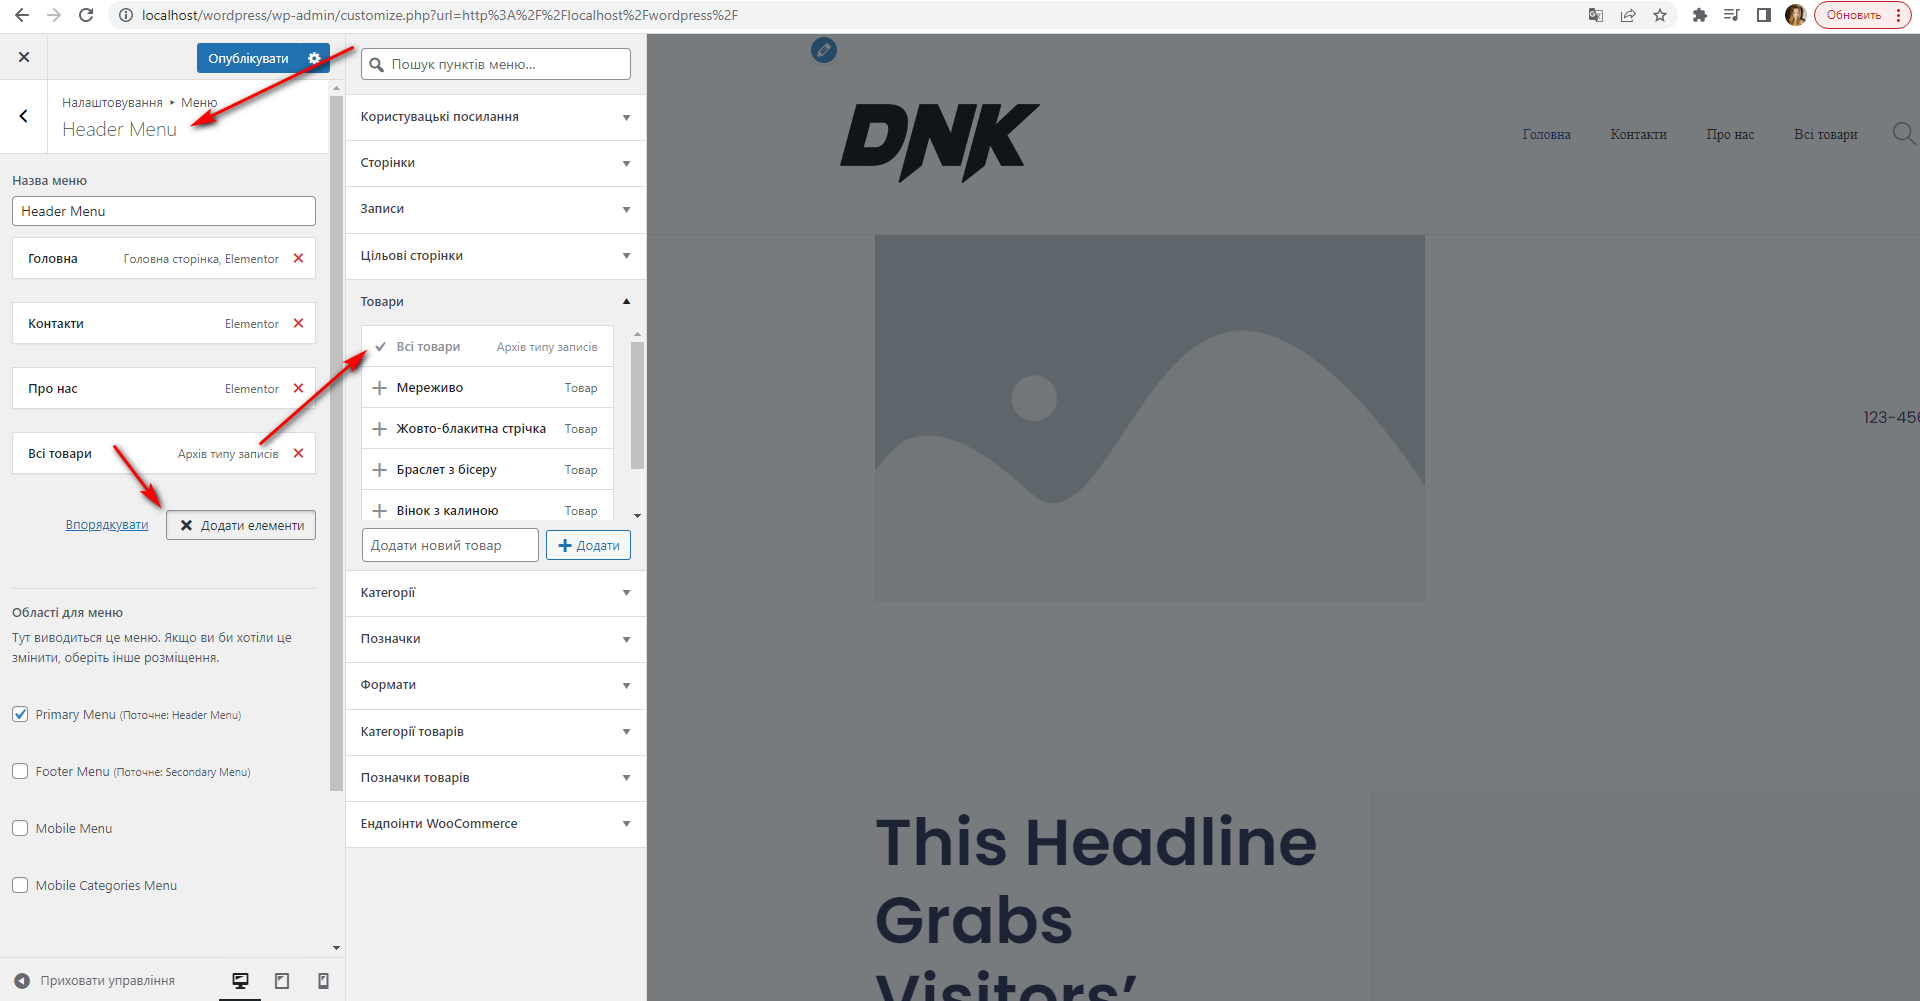 localhost/wordpress/wp-admin/customize.php?url=http%3A%2F%2Flocalhost%2Fwordpress%2F
Обновить
Опублікувати
Налаштовування ▸ Меню
Header Menu
Назва меню
Header Menu
Головна Головна сторінка, Elementor
Контакти Elementor
Про нас Elementor
Всі товари Архів типу записів
Впорядкувати Додати елементи
Області для меню
Тут виводиться це меню. Якщо ви би хотіли це
змінити, оберіть інше розміщення.
Primary Menu (Поточне: Header Menu)
Footer Menu (Поточне: Secondary Menu)
Mobile Menu
Mobile Categories Menu
Приховати управління
Пошук пунктів меню...
Користувацькі посилання
Сторінки
Записи
Цільові сторінки
Товари
Всі товари Архів типу записів
Мереживо Товар
Жовто-блакитна стрічка Товар
Браслет з бісеру Товар
Вінок з калиною Товар
Додати новий товар Додати
Категорії
Позначки
Формати
Категорії товарів
Позначки товарів
Ендпоінти WooCommerce
DNK
Головна Контакти Про нас Всі товари
123-456
This Headline
Grabs
Visitors’